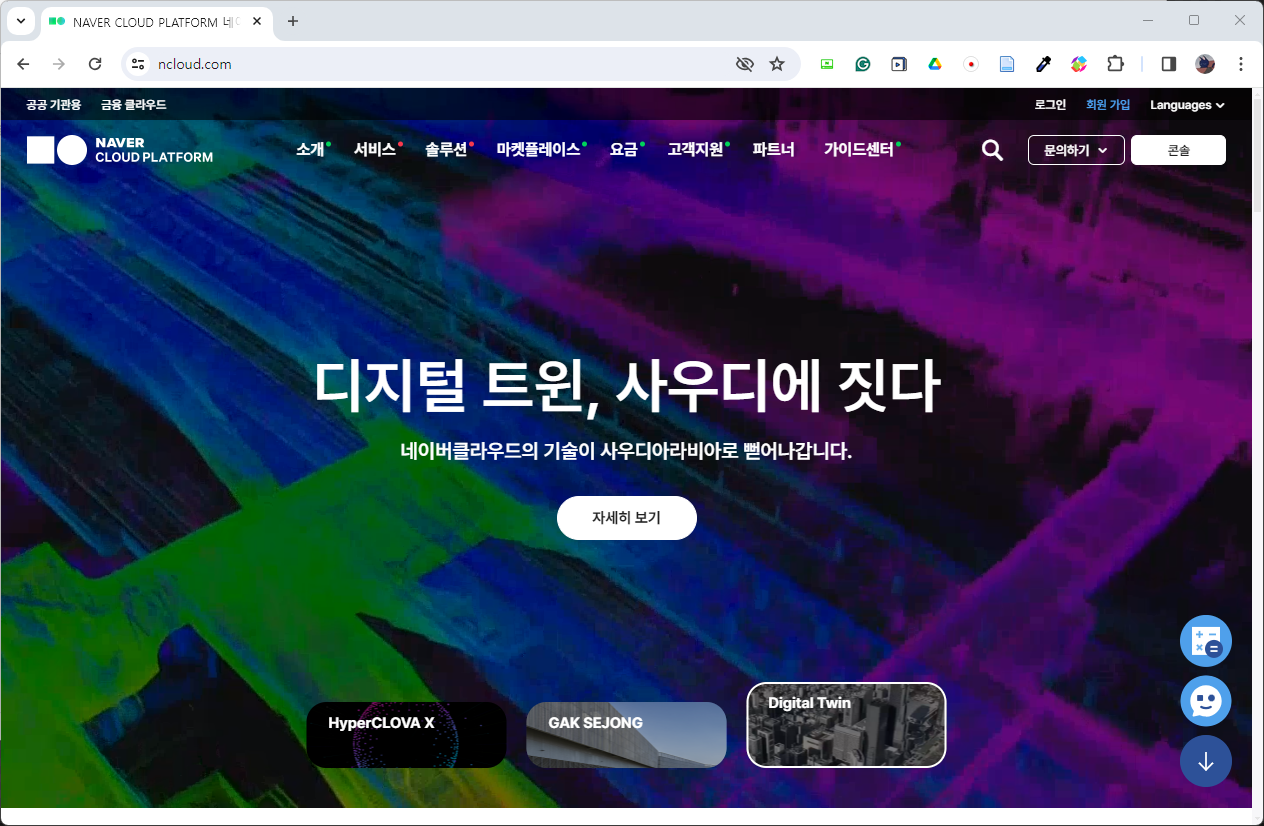 NAVER CLOUD PLATFORM 네이
ncloud.com
공공 기관용 금융 클라우드 로그인 회원 가입 Languages
NAVER
CLOUD PLATFORM
소개 서비스 솔루션 마켓플레이스 요금 고객지원 파트너 가이드센터 문의하기 콘솔
디지털 트윈, 사우디에 짓다
네이버클라우드의 기술이 사우디아라비아로 뻗어나갑니다.
자세히 보기
HyperCLOVA X GAK SEJONG Digital Twin